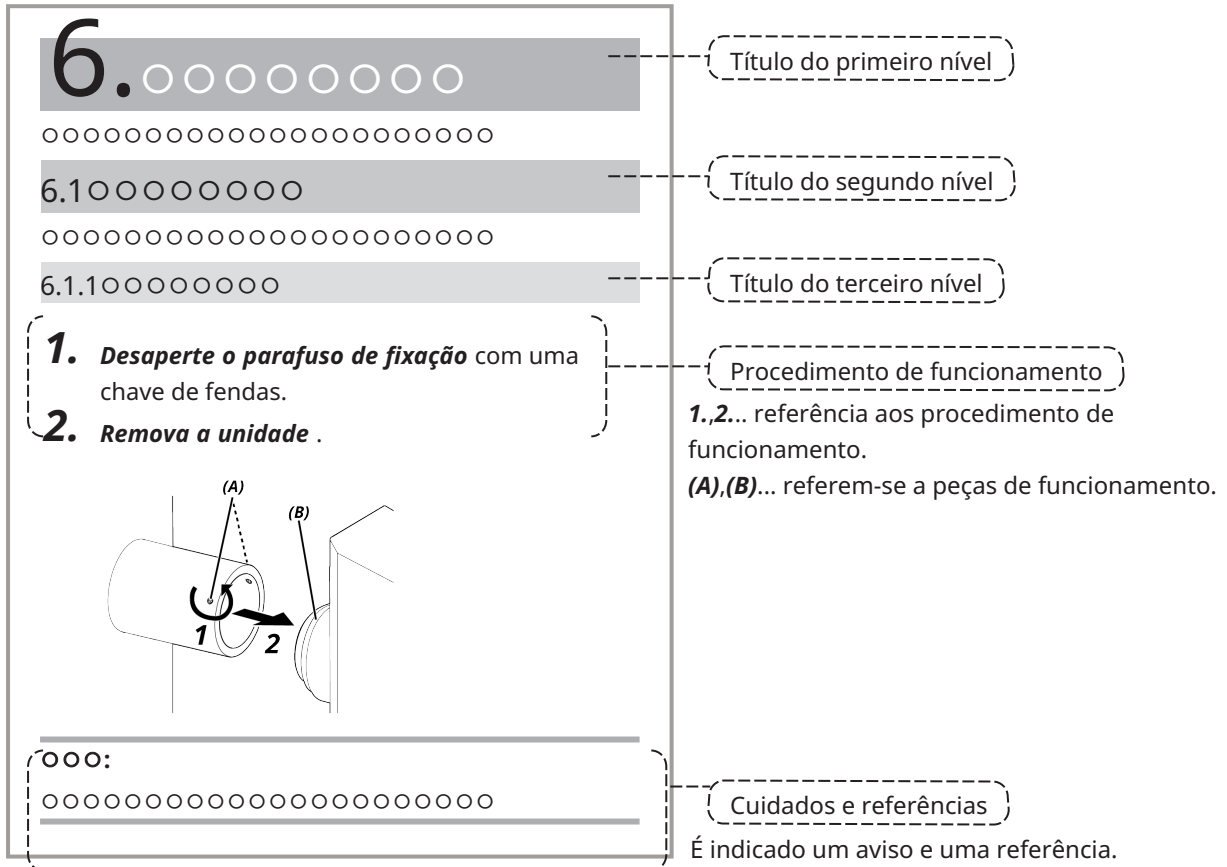 6.○○○○○○○○
Título do primeiro nível
○○○○○○○○○○○○○○○○○○○○○○
6.1○○○○○○○○
Título do segundo nível
○○○○○○○○○○○○○○○○○○○○○○
6.1.1○○○○○○○○
Título do terceiro nível
1. Desaperte o parafuso de fixação com uma
chave de fendas.
2. Remova a unidade .
Procedimento de funcionamento
1.,2... referência aos procedimento de
funcionamento.
(A),(B)... referem-se a peças de funcionamento.
(A)
(B)
1
2
○○○:
○○○○○○○○○○○○○○○○○○○○○○
Cuidados e referências
É indicado um aviso e uma referência.